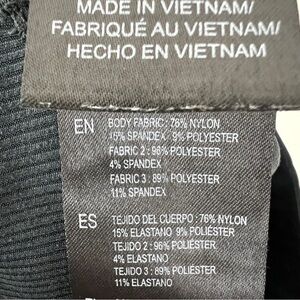 MADE IN VIETNAM/
FABRIQUÉ AU VIETNAM/
HECHO EN VIETNAM
EN BODY FABRIC : 76% NYLON
15% SPANDEX 9% POLYESTER
FABRIC 2 : 96% POLYESTER
4% SPANDEX
FABRIC 3 : 89% POLYESTER
11% SPANDEX
ES TEJIDO DEL CUERPO : 76% NYLON
15% ELASTANO 9% POLIÉSTER
TEJIDO 2 : 96% POLIÉSTER
4% ELASTANO
TEJIDO 3 : 89% POLIÉSTER
11% ELASTANO